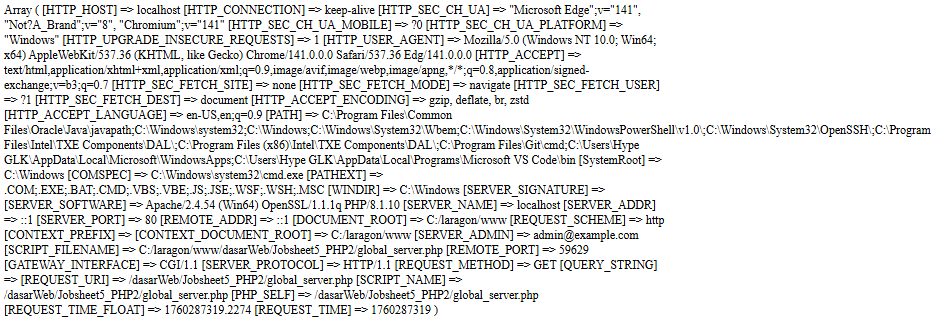 Array ( [HTTP_HOST] => localhost [HTTP_CONNECTION] => keep-alive [HTTP_SEC_CH_UA] => "Microsoft Edge";v="141",
"Not?A_Brand";v="8", "Chromium";v="141" [HTTP_SEC_CH_UA_MOBILE] => ?0 [HTTP_SEC_CH_UA_PLATFORM] =>
"Windows" [HTTP_UPGRADE_INSECURE_REQUESTS] => 1 [HTTP_USER_AGENT] => Mozilla/5.0 (Windows NT 10.0; Win64;
x64) AppleWebKit/537.36 (KHTML, like Gecko) Chrome/141.0.0.0 Safari/537.36 Edg/141.0.0.0 [HTTP_ACCEPT] =>
text/html,application/xhtml+xml,application/xml;q=0.9,image/avif,image/webp,image/apng,*/*;q=0.8,application/signed-
exchange;v=b3;q=0.7 [HTTP_SEC_FETCH_SITE] => none [HTTP_SEC_FETCH_MODE] => navigate [HTTP_SEC_FETCH_USER]
=> ?1 [HTTP_SEC_FETCH_DEST] => document [HTTP_ACCEPT_ENCODING] => gzip, deflate, br, zstd
[HTTP_ACCEPT_LANGUAGE] => en-US,en;q=0.9 [PATH] => C:\Program Files\Common
Files\Oracle\Java\javapath;C:\Windows\system32;C:\Windows;C:\Windows\System32\Wbem;C:\Windows\System32\WindowsPowerShell\v1.0\;C:\Windows\System32\OpenSSH\;C:\Program
Files\Intel\TXE Components\DAL\;C:\Program Files (x86)\Intel\TXE Components\DAL\;C:\Program Files\Git\cmd;C:\Users\Hype
GLK\AppData\Local\Microsoft\WindowsApps;C:\Users\Hype GLK\AppData\Local\Programs\Microsoft VS Code\bin [SystemRoot] =>
C:\Windows [COMSPEC] => C:\Windows\system32\cmd.exe [PATHEXT] =>
.COM;.EXE;.BAT;.CMD;.VBS;.VBE;.JS;.JSE;.WSF;.WSH;.MSC [WINDIR] => C:\Windows [SERVER_SIGNATURE] =>
[SERVER_SOFTWARE] => Apache/2.4.54 (Win64) OpenSSL/1.1.1q PHP/8.1.10 [SERVER_NAME] => localhost [SERVER_ADDR]
=> ::1 [SERVER_PORT] => 80 [REMOTE_ADDR] => ::1 [DOCUMENT_ROOT] => C:/laragon/www [REQUEST_SCHEME] => http
[CONTEXT_PREFIX] => [CONTEXT_DOCUMENT_ROOT] => C:/laragon/www [SERVER_ADMIN] => admin@example.com
[SCRIPT_FILENAME] => C:/laragon/www/dasarWeb/Jobsheet5_PHP2/global_server.php [REMOTE_PORT] => 59629
[GATEWAY_INTERFACE] => CGI/1.1 [SERVER_PROTOCOL] => HTTP/1.1 [REQUEST_METHOD] => GET [QUERY_STRING]
=> [REQUEST_URI] => /dasarWeb/Jobsheet5_PHP2/global_server.php [SCRIPT_NAME] =>
/dasarWeb/Jobsheet5_PHP2/global_server.php [PHP_SELF] => /dasarWeb/Jobsheet5_PHP2/global_server.php
[REQUEST_TIME_FLOAT] => 1760287319.2274 [REQUEST_TIME] => 1760287319 )